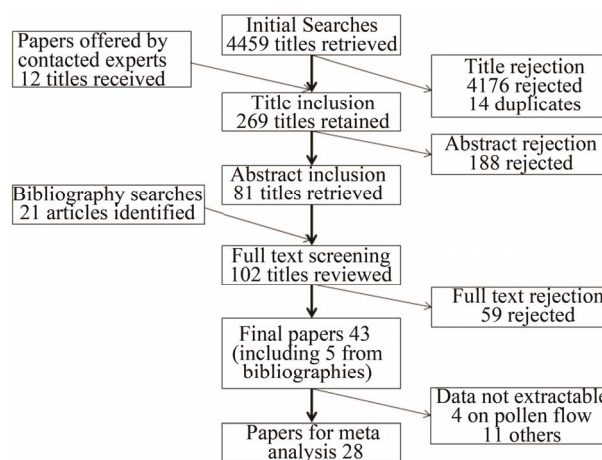 Initial Searches
4459 titles retrieved
Papers offered by
contacted experts
12 titles received
Title rejection
4176 rejected
14 duplicates
Title inclusion
269 titles retained
Abstract rejection
188 rejected
Abstract inclusion
81 titles retrieved
Bibliography searches
21 articles identified
Full text screening
102 titles reviewed
Full text rejection
59 rejected
Final papers 43
(including 5 from
bibliographies)
Data not extractable
4 on pollen flow
11 others
Papers for meta
analysis 28